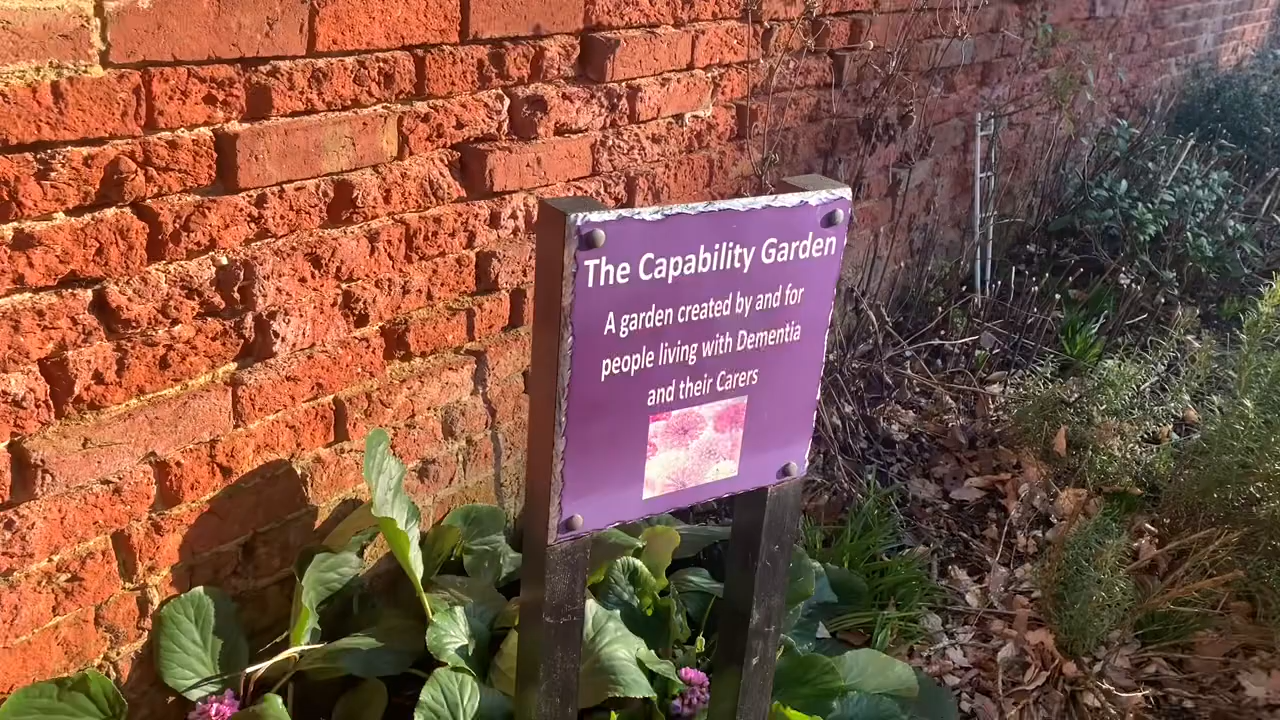 The Capability Garden
A garden created by and for
people living with Dementia
and their Carers